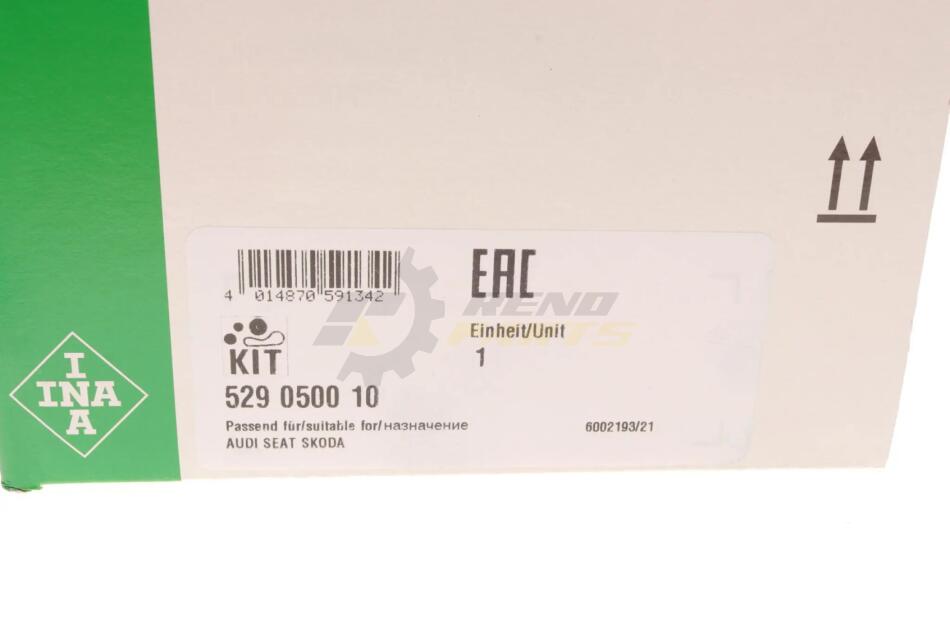 EAC
4 014870 591342
RENO
PARTS
Einheit/Unit
1
KIT
529 0500 10
Passend für/suitable for/назначение
6002193/21
AUDI SEAT SKODA
I
INA
A